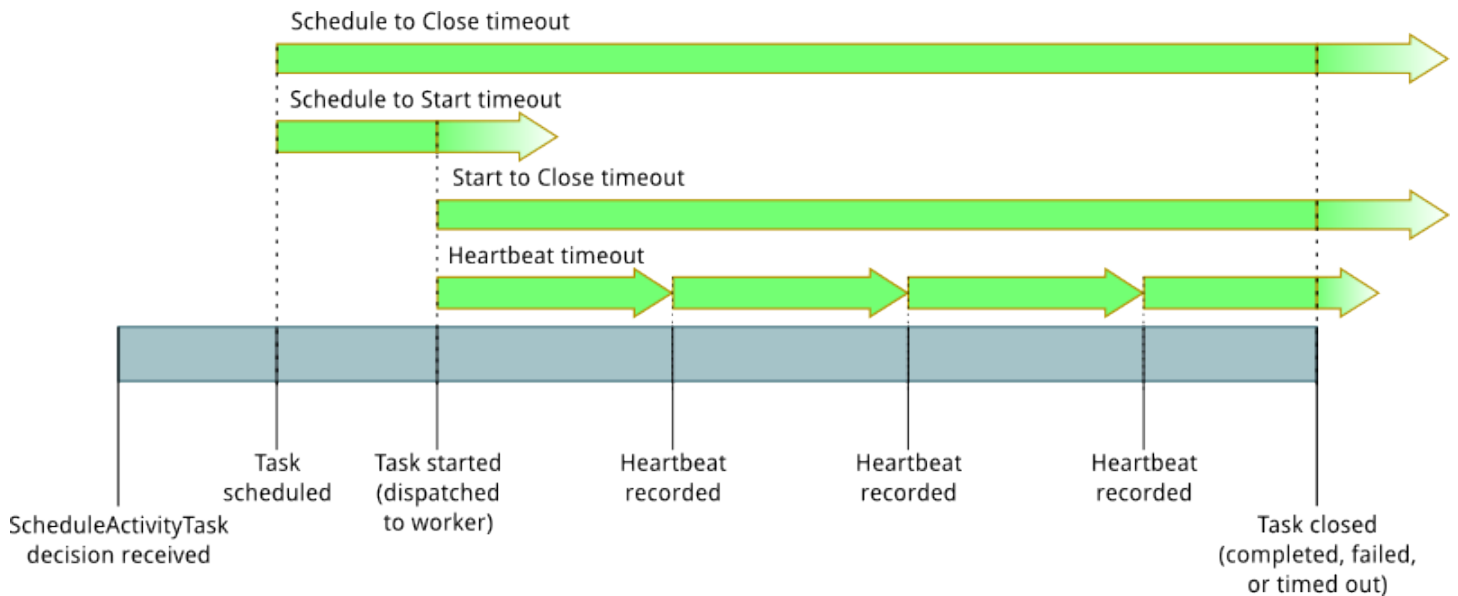 Schedule to Close timeout
Schedule to Start timeout
Start to Close timeout
Heartbeat timeout
Task
scheduled
Task started
(dispatched
to worker)
Heartbeat
recorded
Heartbeat
recorded
Heartbeat
recorded
ScheduleActivityTask
decision received
Task closed
(completed, failed,
or timed out)